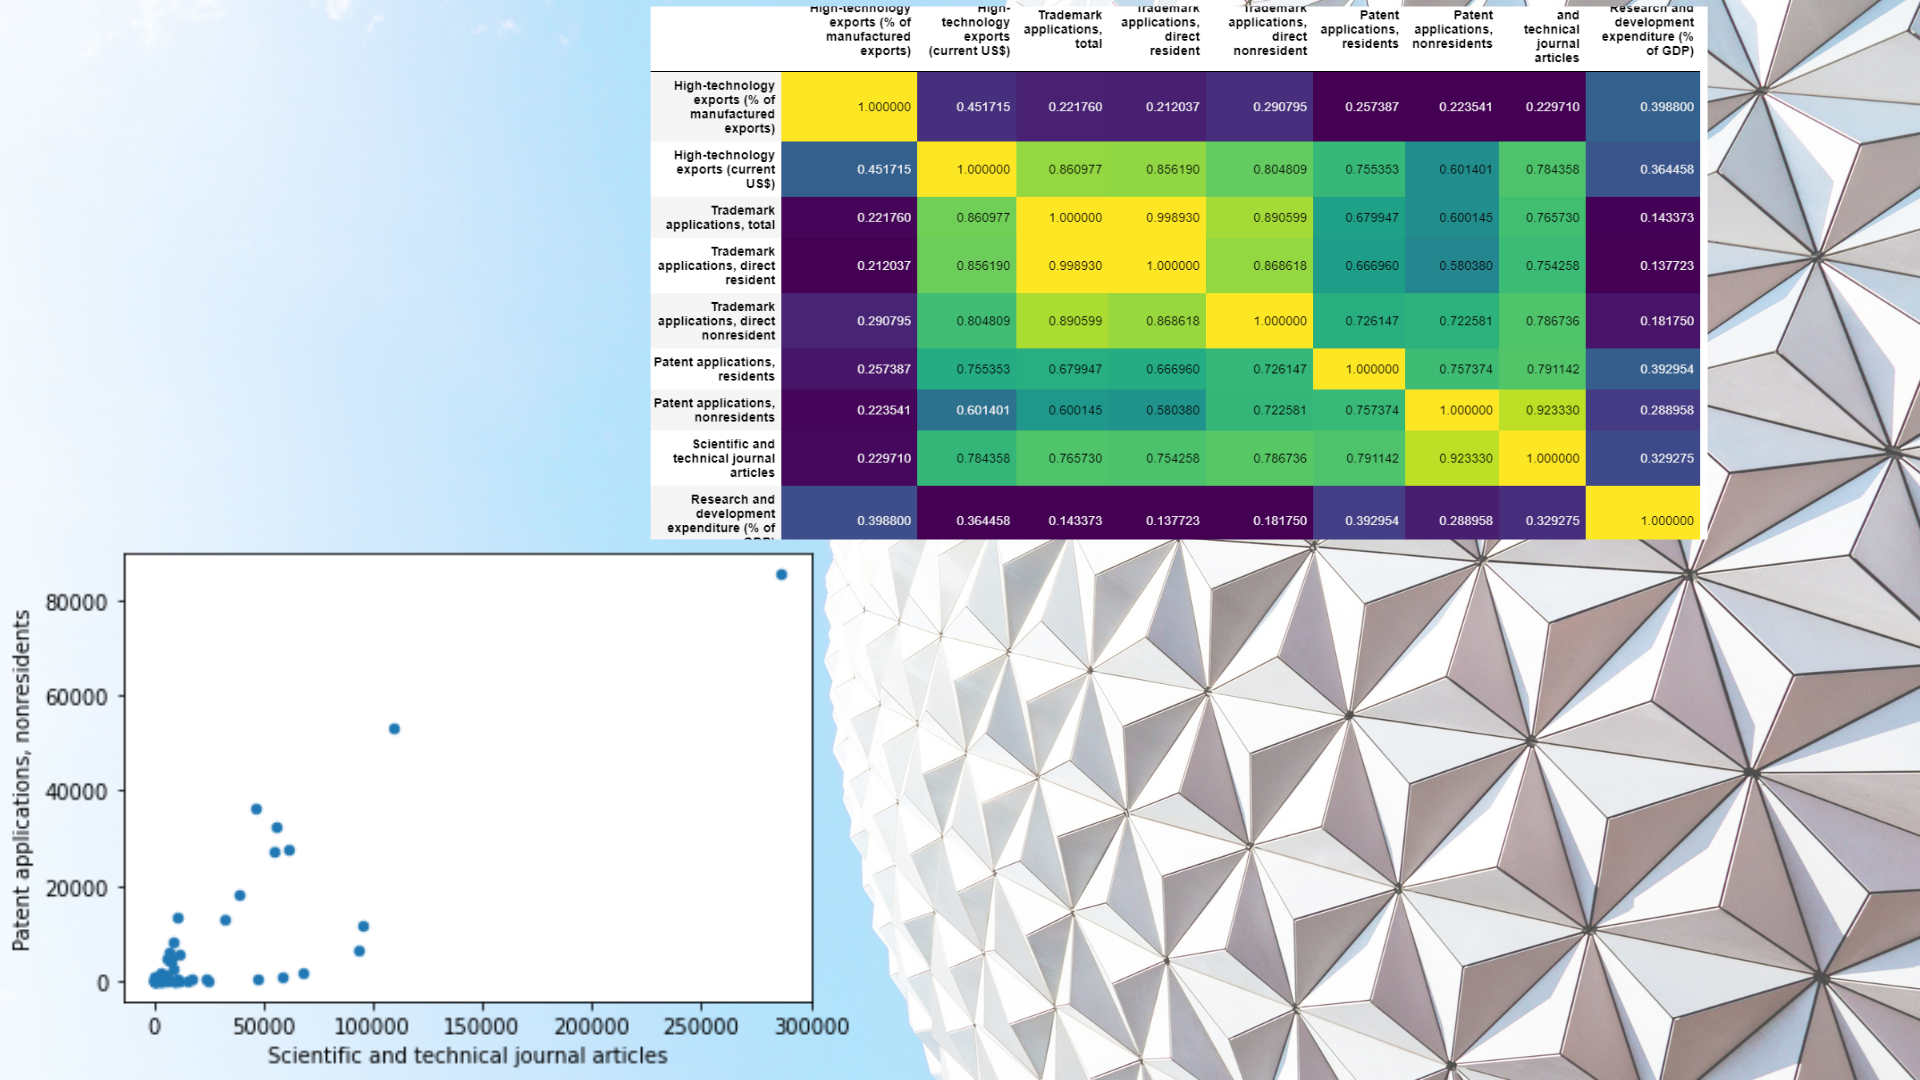 High-technology
exports (% of
manufactured
exports)
High-
technology
exports
(current US$)
Trademark
applications,
total
Trademark
applications,
direct
resident
Trademark
applications,
direct
nonresident
Patent
applications,
residents
Patent
applications,
nonresidents
and
technical
journal
articles
Research and
development
expenditure (%
of GDP)
High-technology
exports (% of
manufactured
exports)
1.000000 0.451715 0.221760 0.212037 0.290795 0.257387 0.223541 0.229710 0.398800
High-technology
exports (current
US$)
0.451715 1.000000 0.860977 0.856190 0.804809 0.755353 0.601401 0.784358 0.364458
Trademark
applications, total
0.221760 0.860977 1.000000 0.998930 0.890599 0.679947 0.600145 0.765730 0.143373
Trademark
applications, direct
resident
0.212037 0.856190 0.998930 1.000000 0.868618 0.666960 0.580380 0.754258 0.137723
Trademark
applications, direct
nonresident
0.290795 0.804809 0.890599 0.868618 1.000000 0.726147 0.722581 0.786736 0.181750
Patent applications,
residents
0.257387 0.755353 0.679947 0.666960 0.726147 1.000000 0.757374 0.791142 0.392954
Patent applications,
nonresidents
0.223541 0.601401 0.600145 0.580380 0.722581 0.757374 1.000000 0.923330 0.288958
Scientific and
technical journal
articles
0.229710 0.784358 0.765730 0.754258 0.786736 0.791142 0.923330 1.000000 0.329275
Research and
development
expenditure (% of
GDP)
0.398800 0.364458 0.143373 0.137723 0.181750 0.392954 0.288958 0.329275 1.000000
Patent applications, nonresidents
80000
60000
40000
20000
0
0 50000 100000 150000 200000 250000 300000
Scientific and technical journal articles